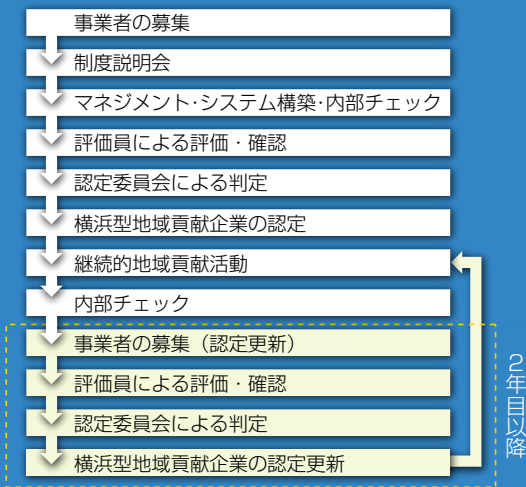 事業者の募集
制度説明会
マネジメント・システム構築・内部チェック
評価員による評価・確認
認定委員会による判定
横浜型地域貢献企業の認定
継続的地域貢献活動
内部チェック
事業者の募集（認定更新）
評価員による評価・確認
認定委員会による判定
横浜型地域貢献企業の認定更新
2年目以降